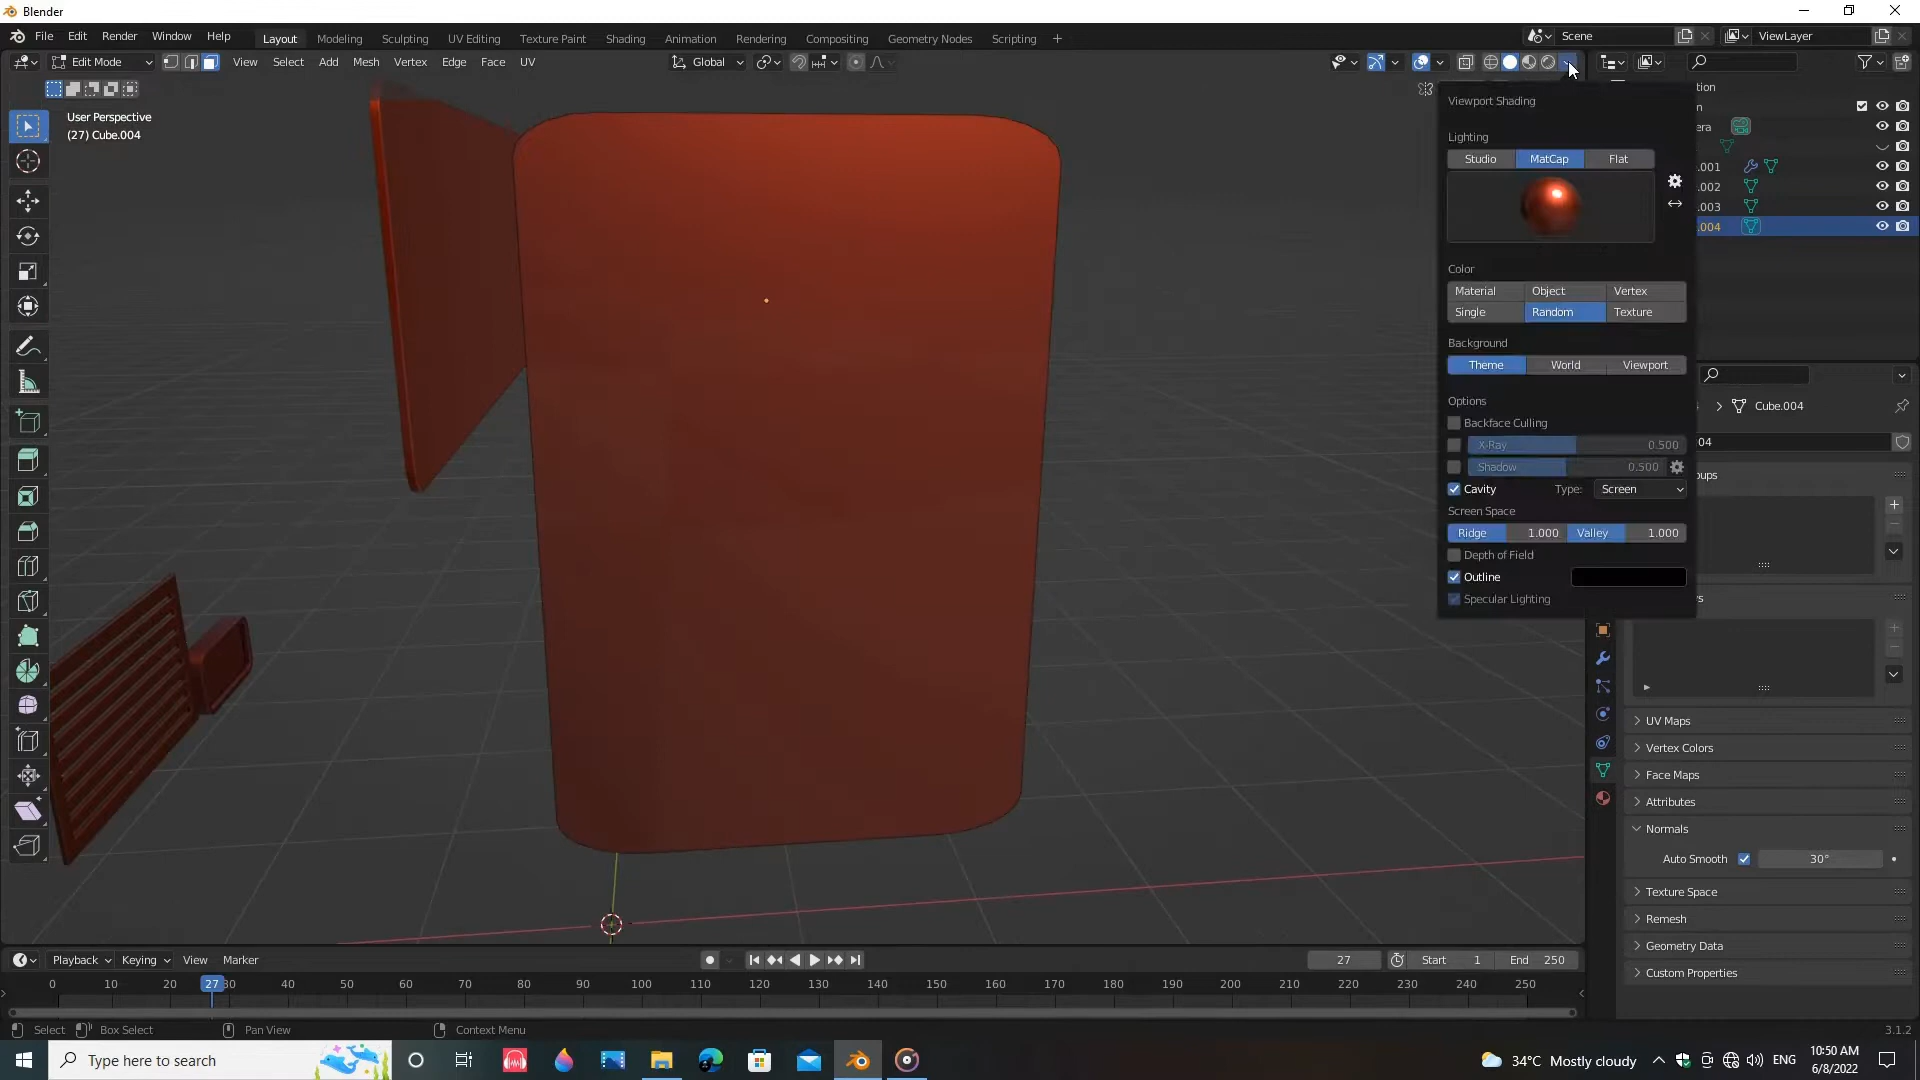 Blender
File Edit Render Window Help Layout Modeling Sculpting UV Editing Texture Paint Shading Animation Rendering Compositing Geometry Nodes Scripting + Scene ViewLayer
Edit Mode View Select Add Mesh Vertex Edge Face UV Global
User Perspective
(27) Cube.004
Viewport Shading
Lighting
Studio MatCap Flat
Color
Material Object Vertex
Single Random Texture
Background
Theme World Viewport
Options
Backface Culling
X-Ray 0.500
Shadow 0.500
Cavity Type: Screen
Screen Space
Ridge 1.000 Valley 1.000
Depth of Field
Outline
Specular Lighting
ction
n
era
.001
.002
.003
.004
Cube.004
04
oups
s
UV Maps
Vertex Colors
Face Maps
Attributes
Normals
Auto Smooth 30°
Texture Space
Remesh
Geometry Data
Custom Properties
Playback Keying View Marker 27 Start 1 End 250
0 10 20 27 30 40 50 60 70 80 90 100 110 120 130 140 150 160 170 180 190 200 210 220 230 240 250
Select Box Select Pan View Context Menu 3.1.2
Type here to search 34°C Mostly cloudy ENG 10:50 AM
6/8/2022